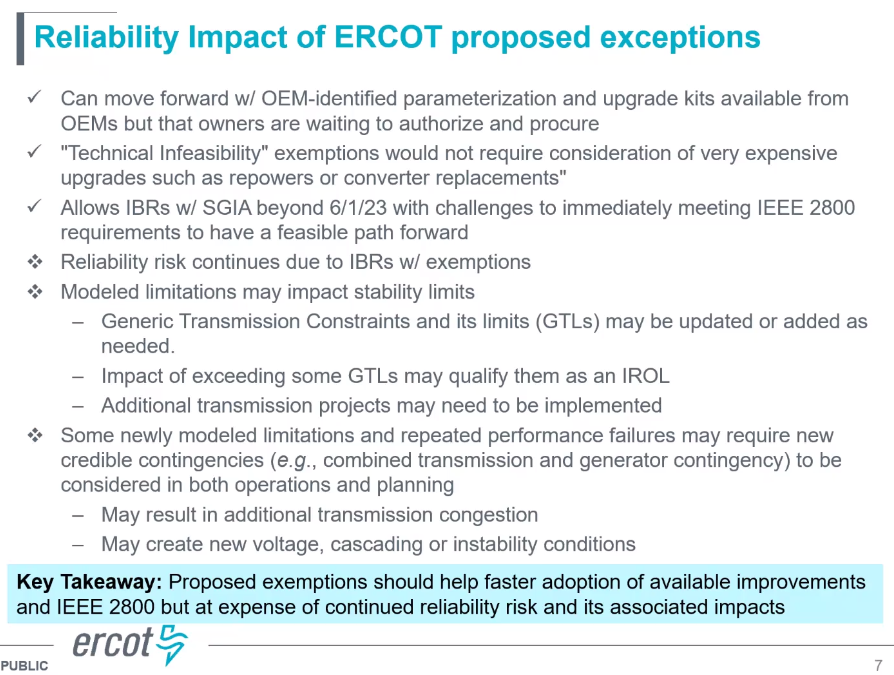 Reliability Impact of ERCOT proposed exceptions
✓ Can move forward w/ OEM-identified parameterization and upgrade kits available from
OEMs but that owners are waiting to authorize and procure
✓ "Technical Infeasibility" exemptions would not require consideration of very expensive
upgrades such as repowers or converter replacements"
✓ Allows IBRs w/ SGIA beyond 6/1/23 with challenges to immediately meeting IEEE 2800
requirements to have a feasible path forward
❖ Reliability risk continues due to IBRs w/ exemptions
❖ Modeled limitations may impact stability limits
– Generic Transmission Constraints and its limits (GTLs) may be updated or added as
needed.
– Impact of exceeding some GTLs may qualify them as an IROL
– Additional transmission projects may need to be implemented
❖ Some newly modeled limitations and repeated performance failures may require new
credible contingencies (e.g., combined transmission and generator contingency) to be
considered in both operations and planning
– May result in additional transmission congestion
– May create new voltage, cascading or instability conditions
Key Takeaway: Proposed exemptions should help faster adoption of available improvements
and IEEE 2800 but at expense of continued reliability risk and its associated impacts
ercot
PUBLIC
7